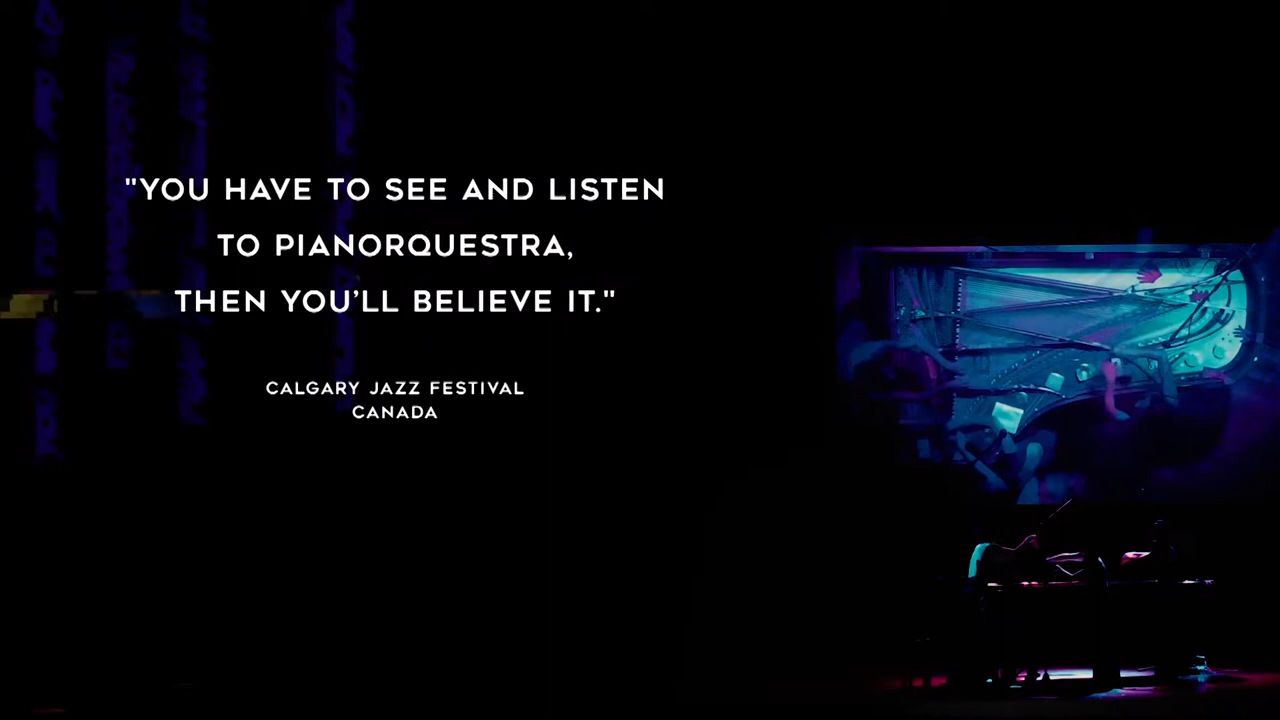 "YOU HAVE TO SEE AND LISTEN
TO PIANORQUESTRA,
THEN YOU'LL BELIEVE IT."
CALGARY JAZZ FESTIVAL
CANADA